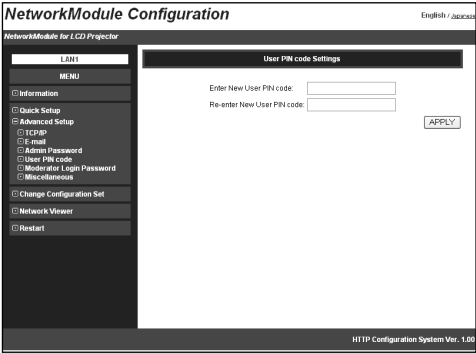 NetworkModule Configuration
English / Japanese
NetworkModule for LCD Projector
LAN1
MENU
Information
Quick Setup
Advanced Setup
TCP/IP
E-mail
Admin Password
User PIN code
Moderator Login Password
Miscellaneous
Change Configuration Set
Network Viewer
Restart
User PIN code Settings
Enter New User PIN code:
Re-enter New User PIN code:
APPLY
HTTP Configuration System Ver. 1.00